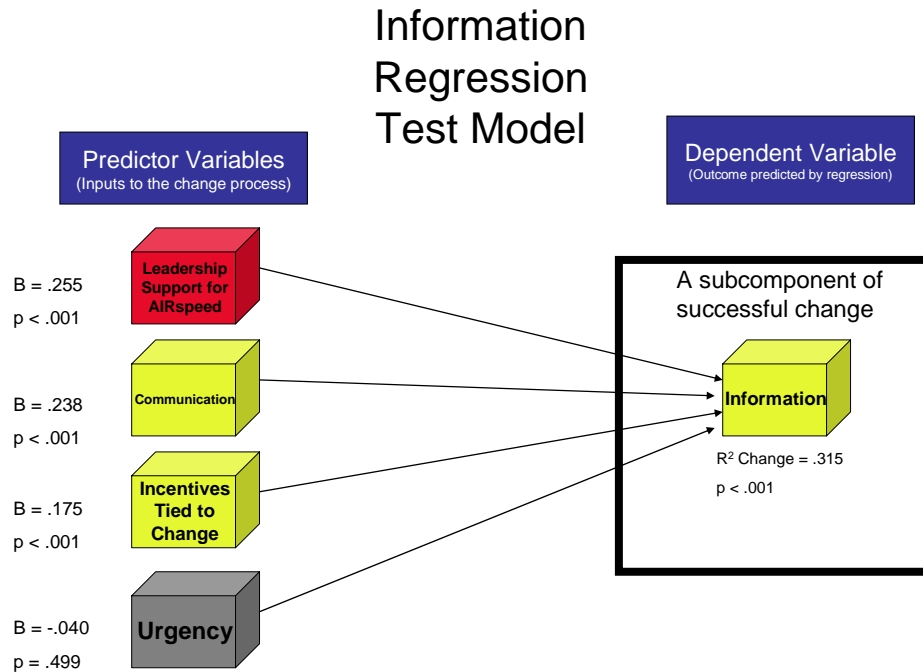 Information
Regression
Test Model
Predictor Variables
(Inputs to the change process)
Dependent Variable
(Outcome predicted by regression)
B = .255
p < .001
Leadership
Support for
AIRspeed
A subcomponent of
successful change
B = .238
p < .001
Communication
Information
R² Change = .315
p < .001
B = .175
p < .001
Incentives
Tied to
Change
B = -.040
p = .499
Urgency